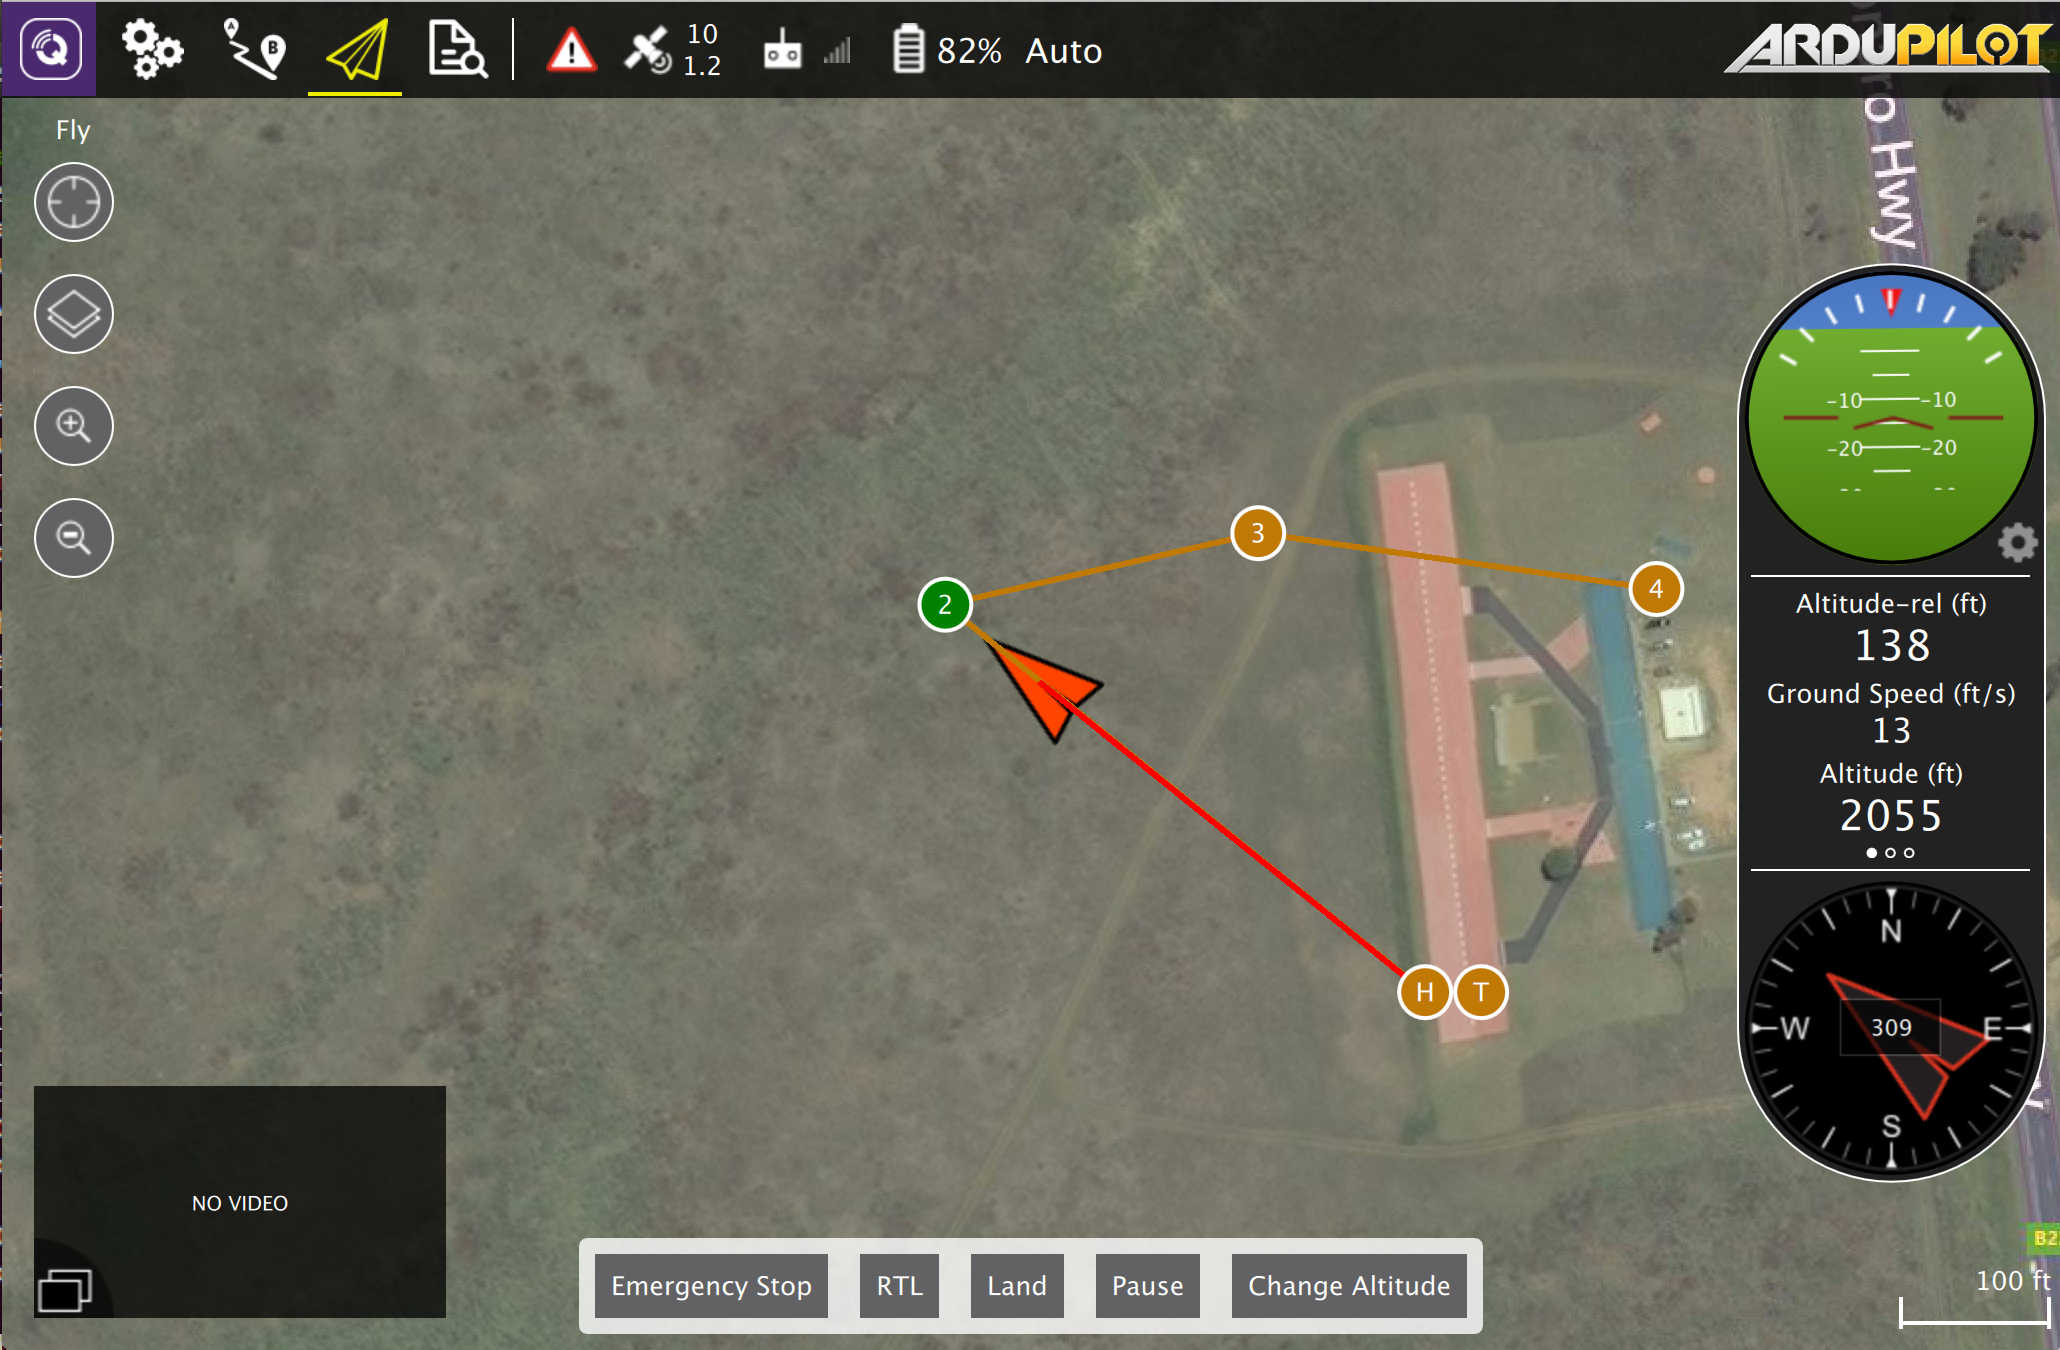 10
1.2
82%
Auto
ARDUPILOT
Fly
Hwy
-10 -10
-20 -20
3
2
4
Altitude-rel (ft)
138
Ground Speed (ft/s)
13
Altitude (ft)
2055
N
W 309 E
S
H T
NO VIDEO
Emergency Stop RTL Land Pause Change Altitude
100 ft